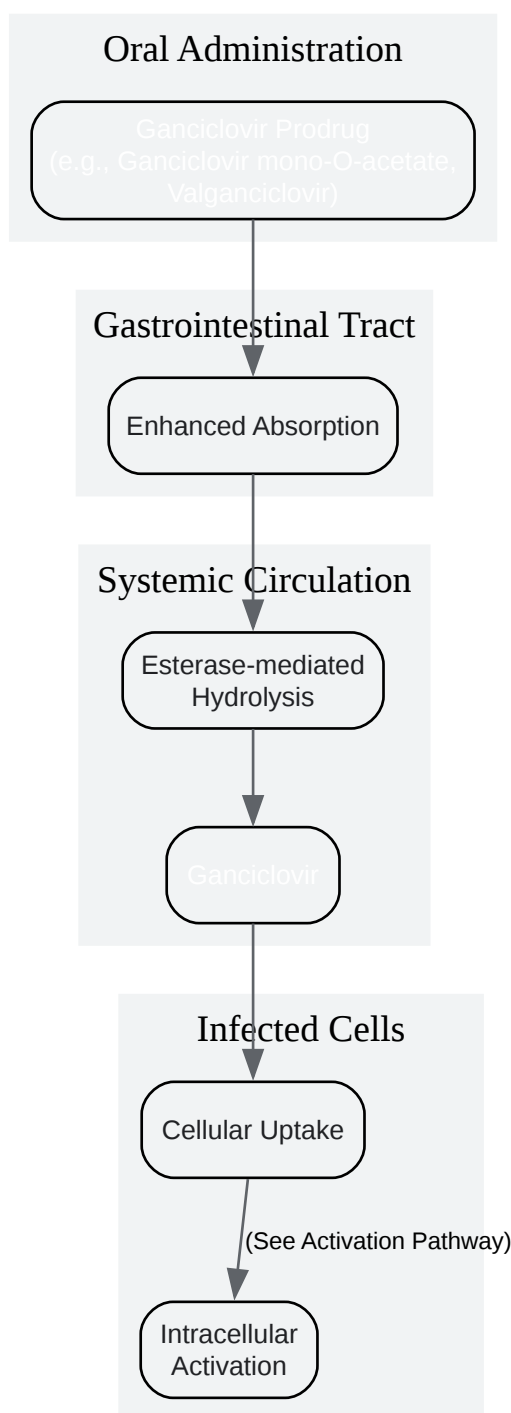 Oral Administration
Ganciclovir Prodrug
(e.g., Ganciclovir mono-O-acetate,
Valganciclovir)
Gastrointestinal Tract
Enhanced Absorption
Systemic Circulation
Esterase-mediated
Hydrolysis
Ganciclovir
Infected Cells
Cellular Uptake
(See Activation Pathway)
Intracellular
Activation